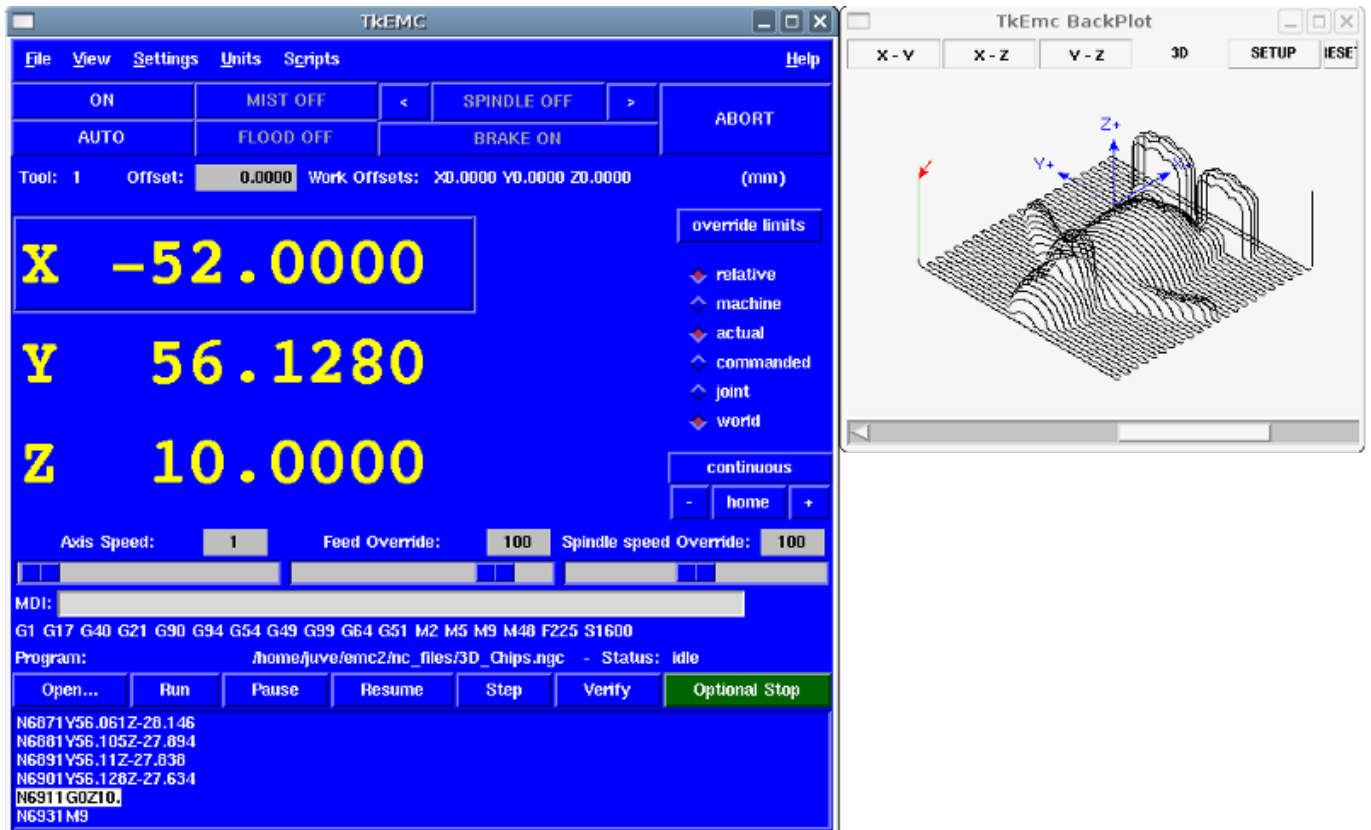 TkEMC
File View Settings Units Scripts Help
ON MIST OFF < SPINDLE OFF > ABORT
AUTO FLOOD OFF BRAKE ON
Tool: 1 Offset: 0.0000 Work Offsets: X0.0000 Y0.0000 Z0.0000 (mm)
override limits
X -52.0000
relative
machine
Y 56.1280
actual
commanded
joint
world
Z 10.0000
continuous
- home +
Axis Speed: 1 Feed Override: 100 Spindle speed Override: 100
MDI:
G1 G17 G40 G21 G90 G94 G54 G49 G99 G64 G51 M2 M5 M9 M48 F225 S1600
Program: /home/juve/emc2/nc_files/3D_Chips.ngc - Status: idle
Open... Run Pause Resume Step Verify Optional Stop
N6871Y56.061Z-28.146
N6881Y56.105Z-27.894
N6891Y56.11Z-27.838
N6901Y56.128Z-27.634
N6911G0Z10.
N6931M9
TkEmc BackPlot
X - Y X - Z Y - Z 3D SETUP
Z+
Y+ X+